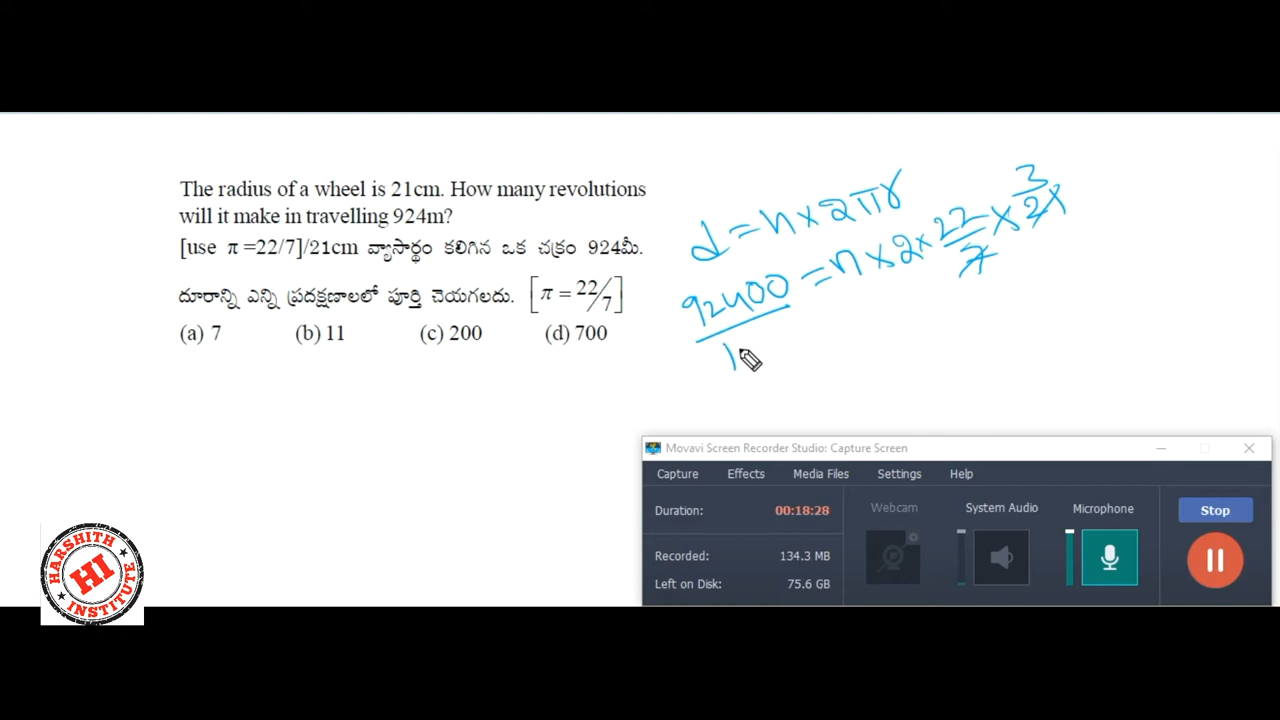 The radius of a wheel is 21cm. How many revolutions
will it make in travelling 924m?
[use π =22/7]/21cm వ్యాసార్థం కలిగిన ఒక చక్రం 924మీ.
దూరాన్ని ఎన్ని ప్రదక్షణాలలో పూర్తి చేయగలదు. [π = 22/7]
(a) 7 (b) 11 (c) 200 (d) 700
d = n × 2πr
92400 = n × 2 × 22/7 × 21
3
1
Movavi Screen Recorder Studio: Capture Screen
Capture Effects Media Files Settings Help
Duration: 00:18:28
Webcam System Audio Microphone
Stop
Recorded: 134.3 MB
Left on Disk: 75.6 GB
HARSHITH
HI
INSTITUTE